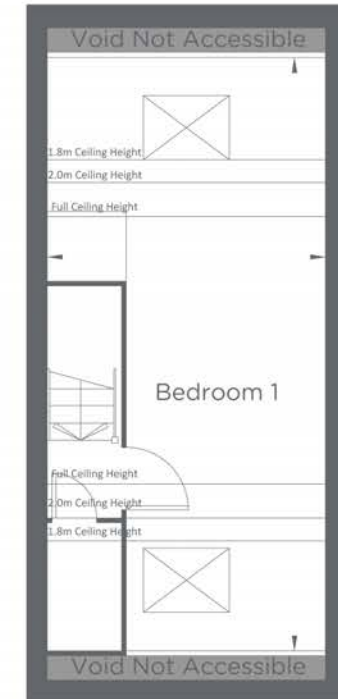 Void Not Accessible
1.8m Ceiling Height
2.0m Ceiling Height
Full Ceiling Height
Bedroom 1
Full Ceiling Height
2.0m Ceiling Height
1.8m Ceiling Height
Void Not Accessible